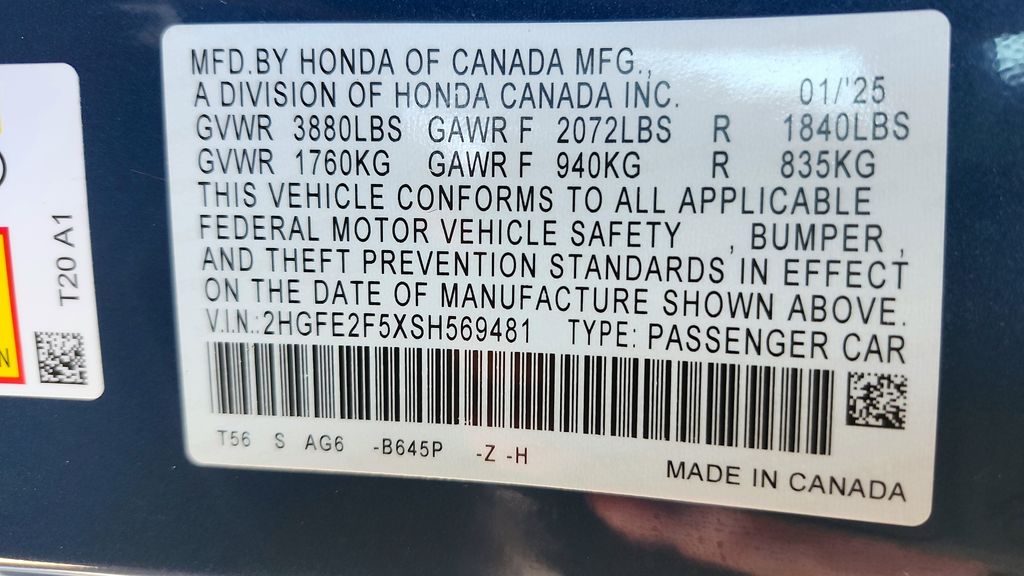 MFD.BY HONDA OF CANADA MFG.,
A DIVISION OF HONDA CANADA INC. 01/'25
GVWR 3880LBS GAWR F 2072LBS R 1840LBS
GVWR 1760KG GAWR F 940KG R 835KG
THIS VEHICLE CONFORMS TO ALL APPLICABLE
FEDERAL MOTOR VEHICLE SAFETY , BUMPER ,
AND THEFT PREVENTION STANDARDS IN EFFECT
ON THE DATE OF MANUFACTURE SHOWN ABOVE.
V.I.N.:2HGFE2F5XSH569481 TYPE: PASSENGER CAR
T56 S AG6 -B645P -Z -H
MADE IN CANADA
T20 A1
N